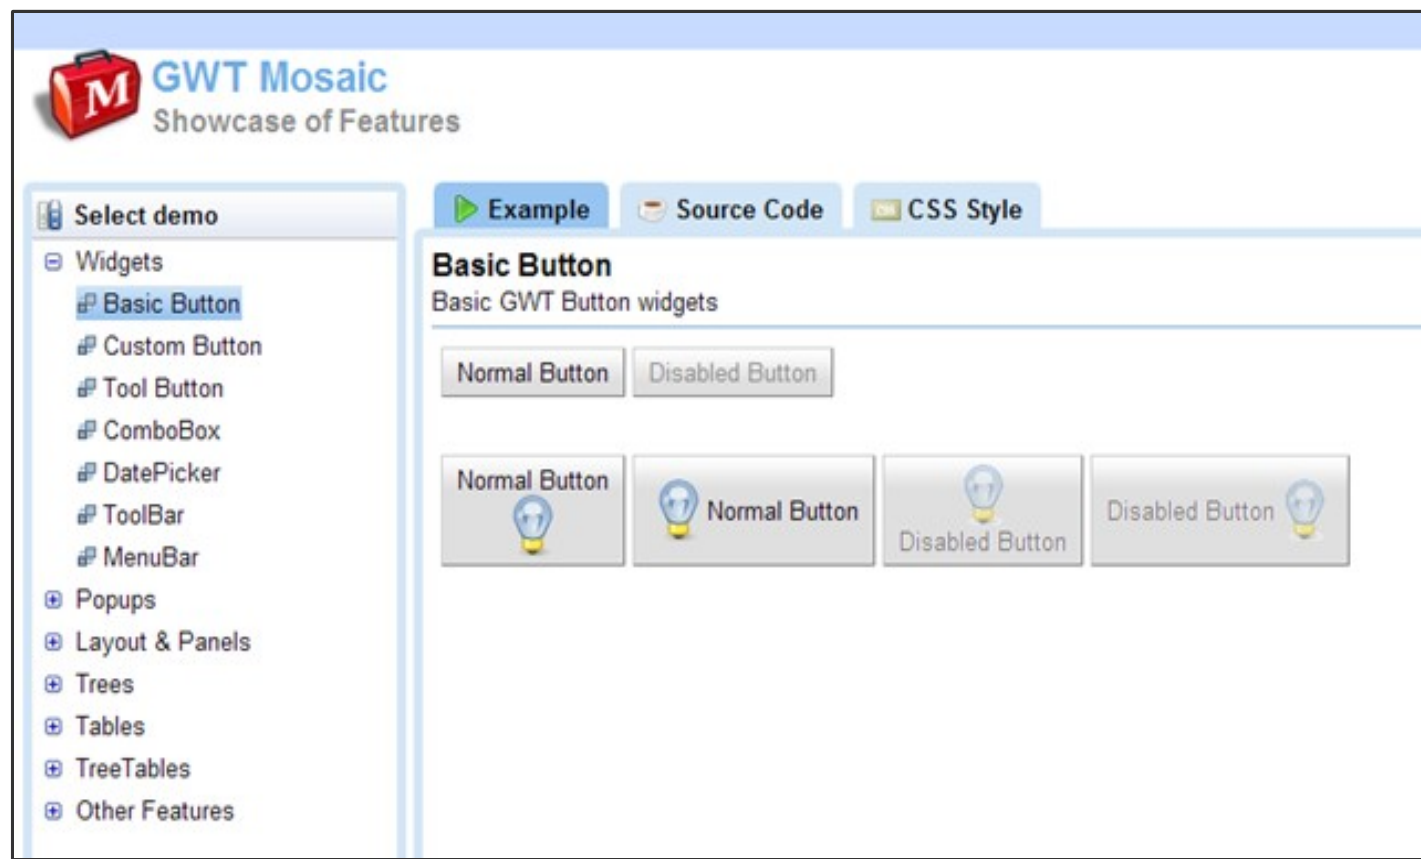 M
GWT Mosaic
Showcase of Features
Select demo
Widgets
Basic Button
Custom Button
Tool Button
ComboBox
DatePicker
ToolBar
MenuBar
Popups
Layout & Panels
Trees
Tables
TreeTables
Other Features
Example Source Code CSS Style
Basic Button
Basic GWT Button widgets
Normal Button Disabled Button
Normal Button
Normal Button
Disabled Button
Disabled Button